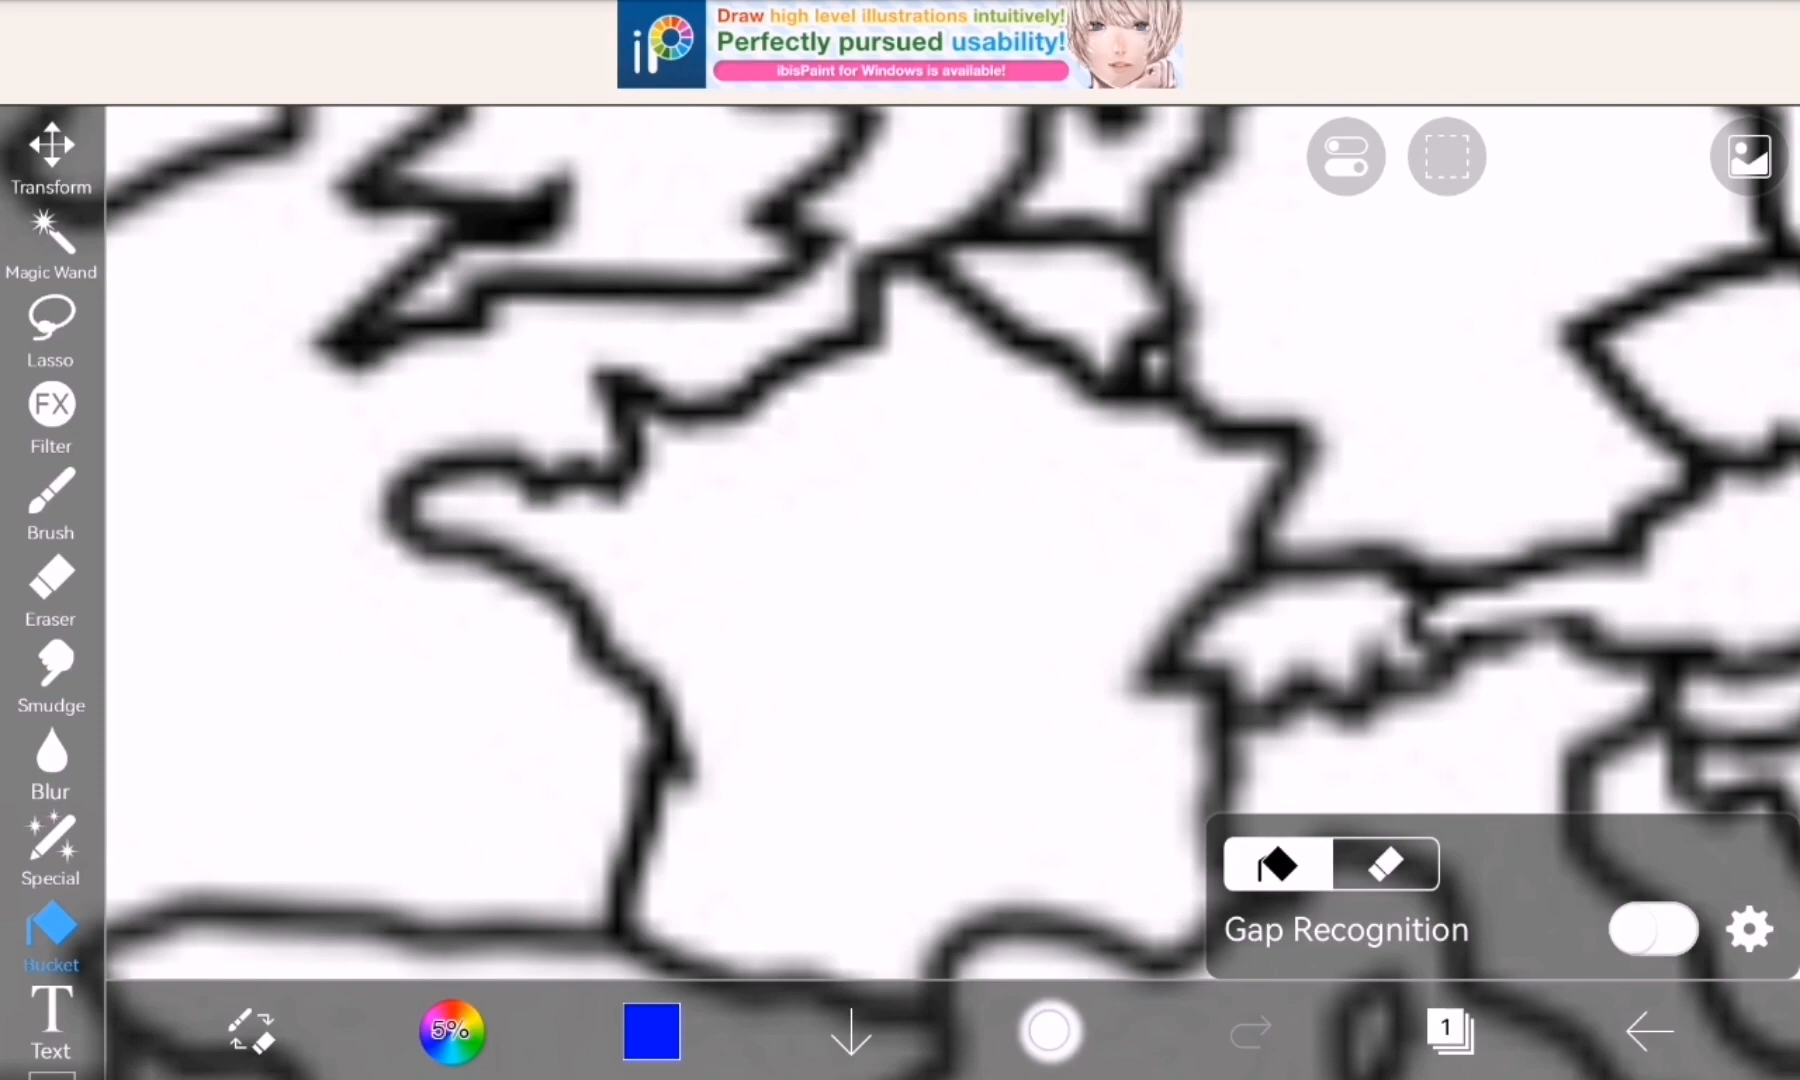 iP
Draw high level illustrations intuitively!
Perfectly pursued usability!
ibisPaint for Windows is available!
Transform
Magic Wand
Lasso
FX
Filter
Brush
Eraser
Smudge
Blur
Special
Bucket
T
Text
Gap Recognition
5%
1